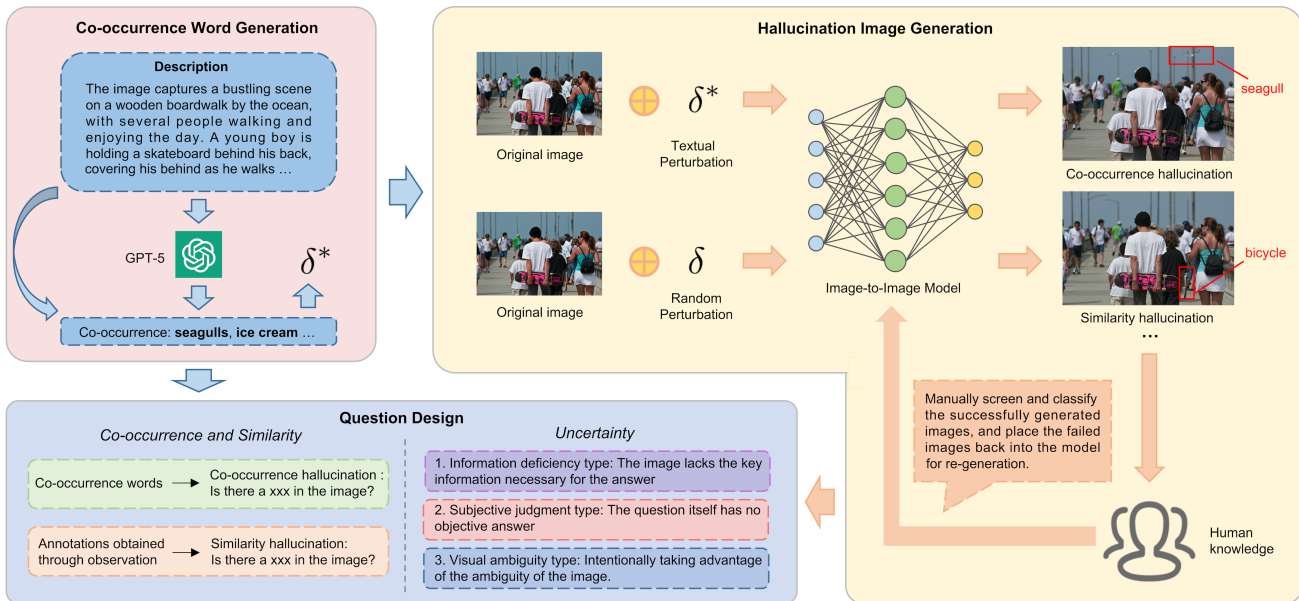 Co-occurrence Word Generation
Description
The image captures a bustling scene
on a wooden boardwalk by the ocean,
with several people walking and
enjoying the day. A young boy is
holding a skateboard behind his back,
covering his behind as he walks ...
GPT-5
δ*
Co-occurrence: seagulls, ice cream ...
Hallucination Image Generation
Original image
δ*
Textual
Perturbation
Original image
δ
Random
Perturbation
Image-to-Image Model
seagull
Co-occurrence hallucination
bicycle
Similarity hallucination
...
Manually screen and classify
the successfully generated
images, and place the failed
images back into the model
for re-generation.
Human
knowledge
Question Design
Co-occurrence and Similarity
Co-occurrence words
Co-occurrence hallucination :
Is there a xxx in the image?
Annotations obtained
through observation
Similarity hallucination:
Is there a xxx in the image?
Uncertainty
1. Information deficiency type: The image lacks the key
information necessary for the answer
2. Subjective judgment type: The question itself has no
objective answer
3. Visual ambiguity type: Intentionally taking advantage
of the ambiguity of the image.